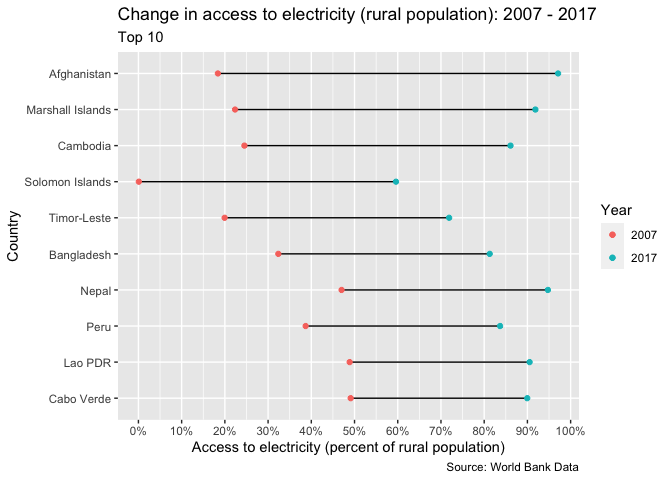 Change in access to electricity (rural population): 2007 - 2017
Top 10
Country
Afghanistan
Marshall Islands
Cambodia
Solomon Islands
Timor-Leste
Bangladesh
Nepal
Peru
Lao PDR
Cabo Verde
0% 10% 20% 30% 40% 50% 60% 70% 80% 90% 100%
Access to electricity (percent of rural population)
Year
2007
2017
Source: World Bank Data